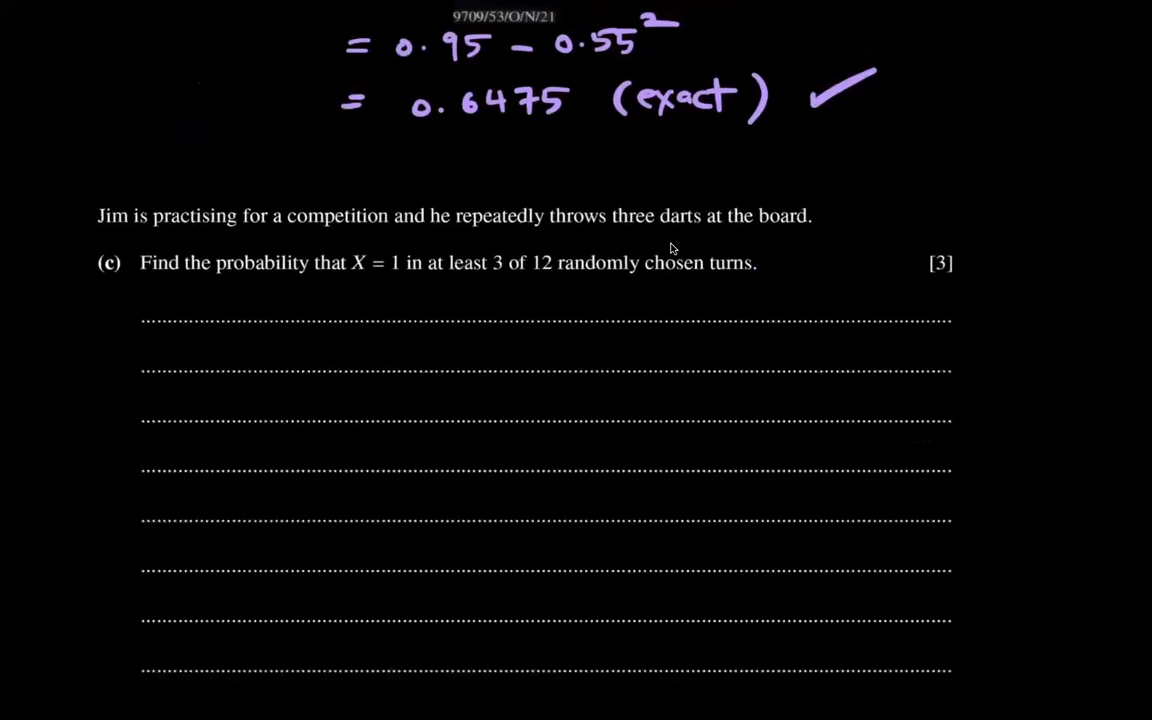 9709/53/O/N/21
= 0.95 - 0.55²
= 0.6475 (exact) ✓
Jim is practising for a competition and he repeatedly throws three darts at the board.
(c) Find the probability that X = 1 in at least 3 of 12 randomly chosen turns. [3]